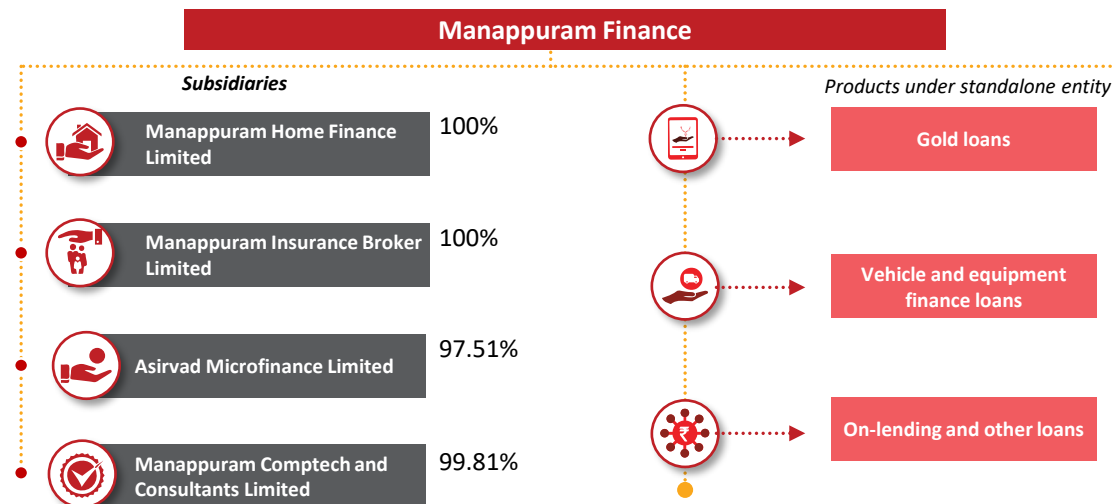 Manappuram Finance
Subsidiaries
Manappuram Home Finance
Limited
100%
Manappuram Insurance Broker
Limited
100%
Asirvad Microfinance Limited
97.51%
Manappuram Comptech and
Consultants Limited
99.81%
Products under standalone entity
Gold loans
Vehicle and equipment
finance loans
₹
On-lending and other loans